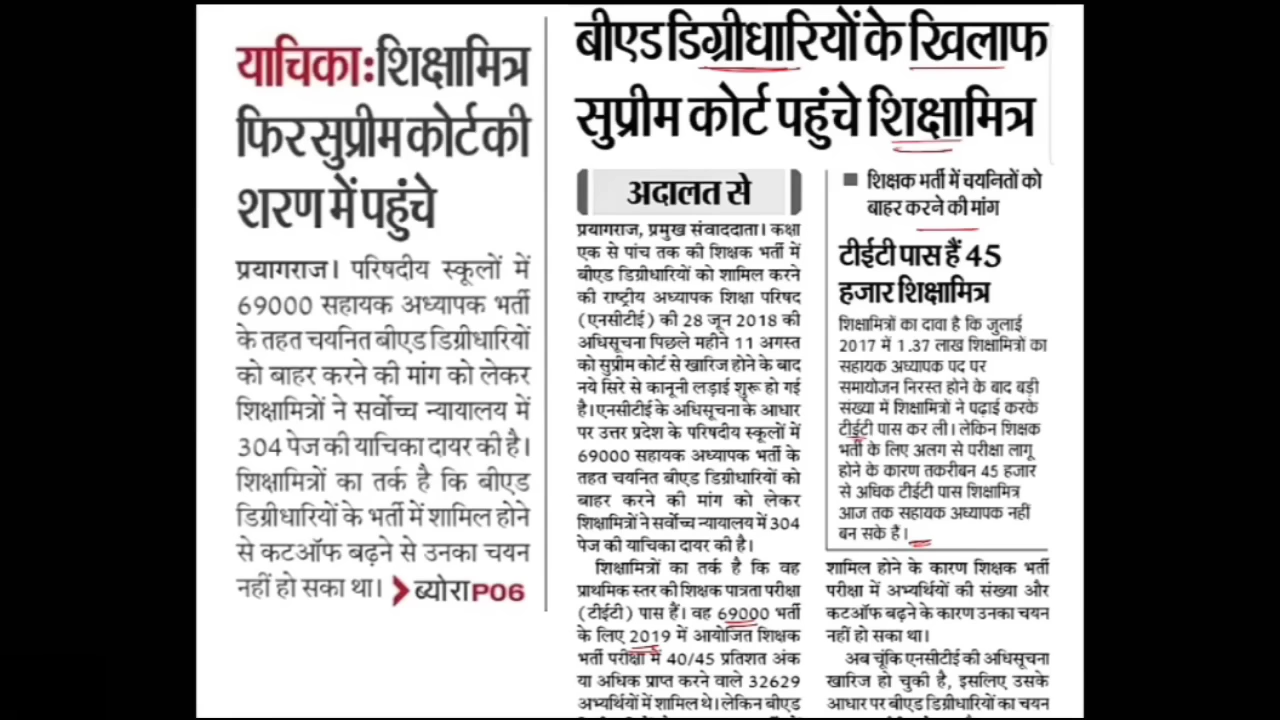 याचिका: शिक्षामित्र
फिर सुप्रीम कोर्ट की
शरण में पहुंचे
प्रयागराज। परिषदीय स्कूलों में
69000 सहायक अध्यापक भर्ती
के तहत चयनित बीएड डिग्रीधारियों
को बाहर करने की मांग को लेकर
शिक्षामित्रों ने सर्वोच्च न्यायालय में
304 पेज की याचिका दायर की है।
शिक्षामित्रों का तर्क है कि बीएड
डिग्रीधारियों के भर्ती में शामिल होने
से कटऑफ बढ़ने से उनका चयन
नहीं हो सका था। ब्योरा P06
बीएड डिग्रीधारियों के खिलाफ
सुप्रीम कोर्ट पहुंचे शिक्षामित्र
अदालत से
प्रयागराज, प्रमुख संवाददाता। कक्षा
एक से पांच तक की शिक्षक भर्ती में
बीएड डिग्रीधारियों को शामिल करने
की राष्ट्रीय अध्यापक शिक्षा परिषद
(एनसीटीई) की 28 जून 2018 की
अधिसूचना पिछले महीने 11 अगस्त
को सुप्रीम कोर्ट से खारिज होने के बाद
नये सिरे से कानूनी लड़ाई शुरू हो गई
है। एनसीटीई के अधिसूचना के आधार
पर उत्तर प्रदेश के परिषदीय स्कूलों में
69000 सहायक अध्यापक भर्ती के
तहत चयनित बीएड डिग्रीधारियों को
बाहर करने की मांग को लेकर
शिक्षामित्रों ने सर्वोच्च न्यायालय में 304
पेज की याचिका दायर की है।
शिक्षामित्रों का तर्क है कि वह
प्राथमिक स्तर की शिक्षक पात्रता परीक्षा
(टीईटी) पास हैं। वह 69000 भर्ती
के लिए 2019 में आयोजित शिक्षक
भर्ती परीक्षा में 40/45 प्रतिशत अंक
या अधिक प्राप्त करने वाले 32629
अभ्यर्थियों में शामिल थे। लेकिन बीएड
■ शिक्षक भर्ती में चयनितों को
बाहर करने की मांग
टीईटी पास हैं 45
हजार शिक्षामित्र
शिक्षामित्रों का दावा है कि जुलाई
2017 में 1.37 लाख शिक्षामित्रों का
सहायक अध्यापक पद पर
समायोजन निरस्त होने के बाद बड़ी
संख्या में शिक्षामित्रों ने पढ़ाई करके
टीईटी पास कर ली। लेकिन शिक्षक
भर्ती के लिए अलग से परीक्षा लागू
होने के कारण तकरीबन 45 हजार
से अधिक टीईटी पास शिक्षामित्र
आज तक सहायक अध्यापक नहीं
बन सके हैं।
शामिल होने के कारण शिक्षक भर्ती
परीक्षा में अभ्यर्थियों की संख्या और
कटऑफ बढ़ने के कारण उनका चयन
नहीं हो सका था।
अब चूंकि एनसीटीई की अधिसूचना
खारिज हो चुकी है, इसलिए उसके
आधार पर बीएड डिग्रीधारियों का चयन